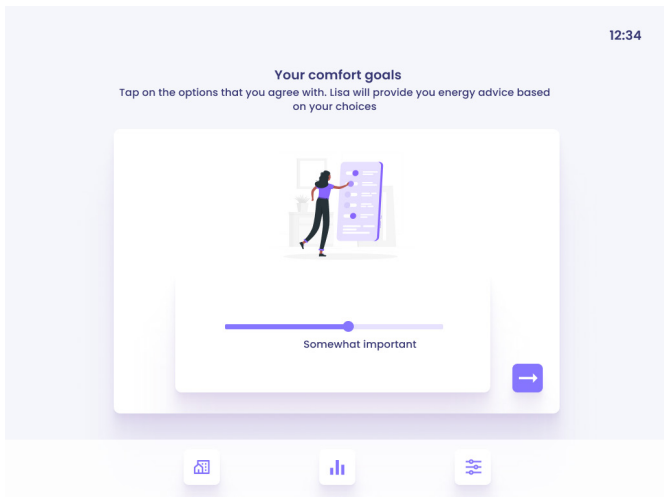 12:34
Your comfort goals
Tap on the options that you agree with. Lisa will provide you energy advice based
on your choices
Somewhat important